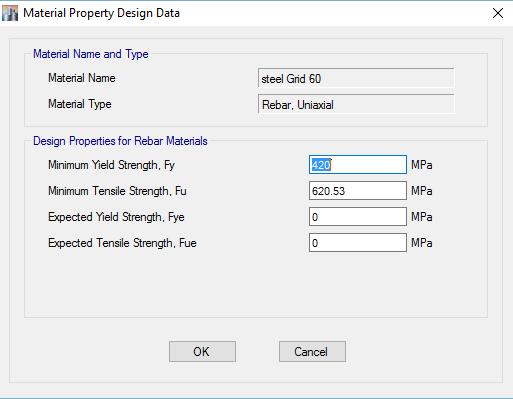 Material Property Design Data
Material Name and Type
Material Name steel Grid 60
Material Type Rebar, Uniaxial
Design Properties for Rebar Materials
Minimum Yield Strength, Fy 420 MPa
Minimum Tensile Strength, Fu 620.53 MPa
Expected Yield Strength, Fye 0 MPa
Expected Tensile Strength, Fue 0 MPa
OK Cancel